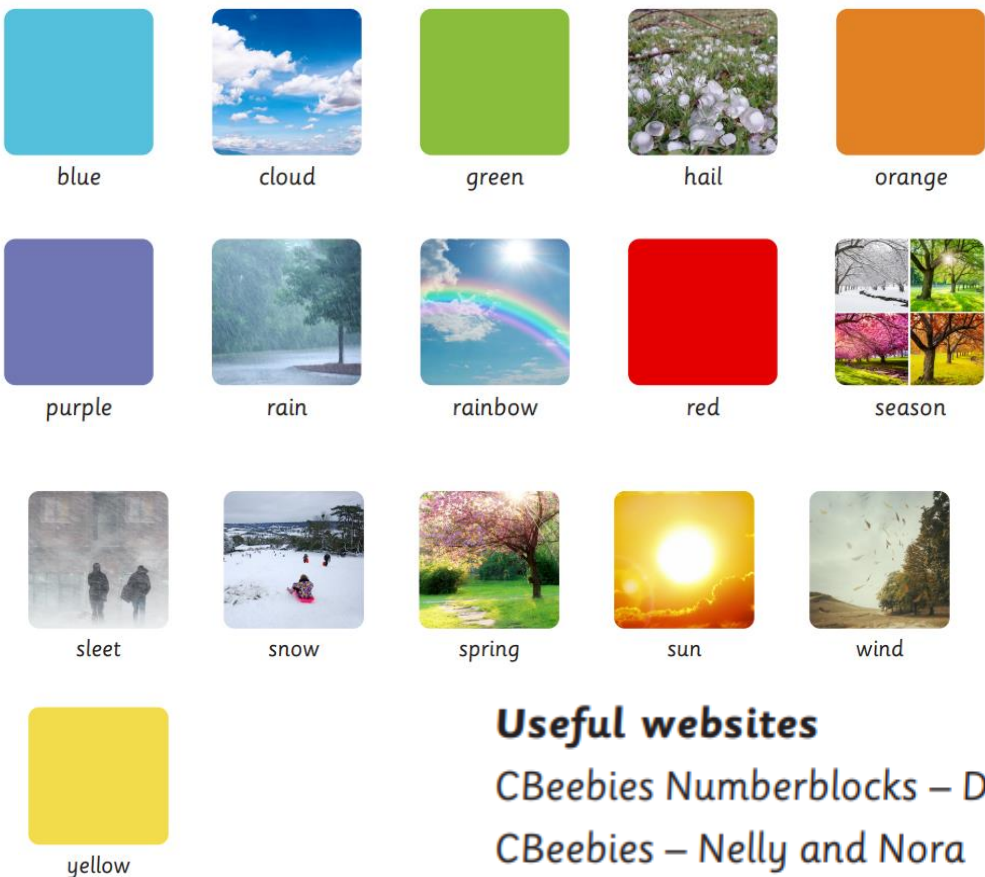 blue cloud green hail orange
purple rain rainbow red season
sleet snow spring sun wind
yellow
Useful websites
CBeebies Numberblocks – D
CBeebies – Nelly and Nora